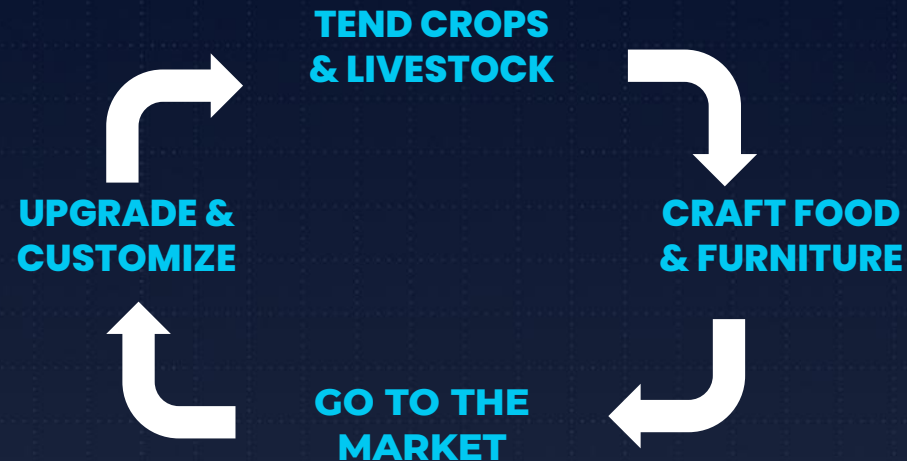 TEND CROPS
& LIVESTOCK
UPGRADE &
CUSTOMIZE
CRAFT FOOD
& FURNITURE
GO TO THE
MARKET